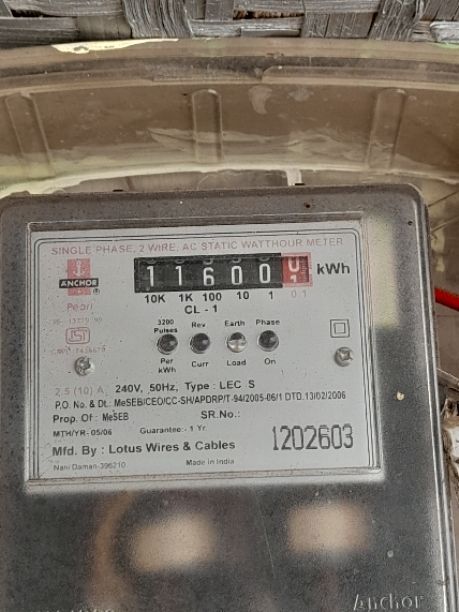 SINGLE PHASE, 2 WIRE, AC STATIC WATTHOUR METER
ANCHOR
Pearl
11600 kWh
10K 1K 100 10 1 0.1
CL - 1
3200 Pulses Per kWh
Rev Curr
Earth Load
Phase On
2.5 (10) A, 240V, 50Hz, Type : LEC S
P.O. No. & Dt.: MeSEB/CEO/CC-SH/APDRP/T-94/2005-06/1 DTD.13/02/2006
Prop. Of : MeSEB SR.No.:
MTH/YR- 05/06 Guarantee:- 1 Yr. 1202603
Mfd. By : Lotus Wires & Cables
Nani Daman-396210 Made in India
Anchor